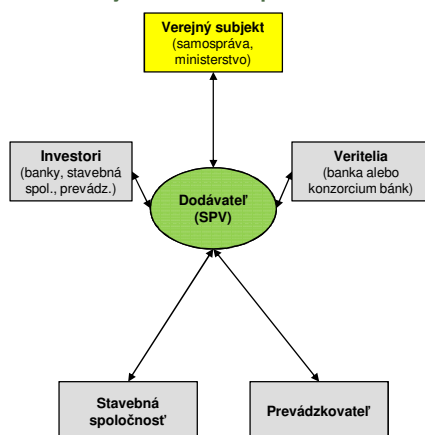 Verejný subjekt
(samospráva,
ministerstvo)
Investori
(banky, stavebná
spol., prevádz.)
Veritelia
(banka alebo
konzorcium bánk)
Dodávateľ
(SPV)
Stavebná
spoločnosť
Prevádzkovateľ